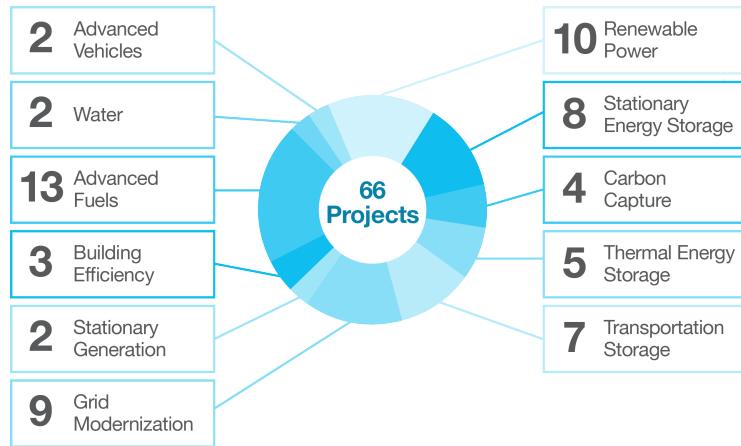 2 Advanced
Vehicles
2 Water
13 Advanced
Fuels
3 Building
Efficiency
2 Stationary
Generation
9 Grid
Modernization
66
Projects
10 Renewable
Power
8 Stationary
Energy Storage
4 Carbon
Capture
5 Thermal Energy
Storage
7 Transportation
Storage